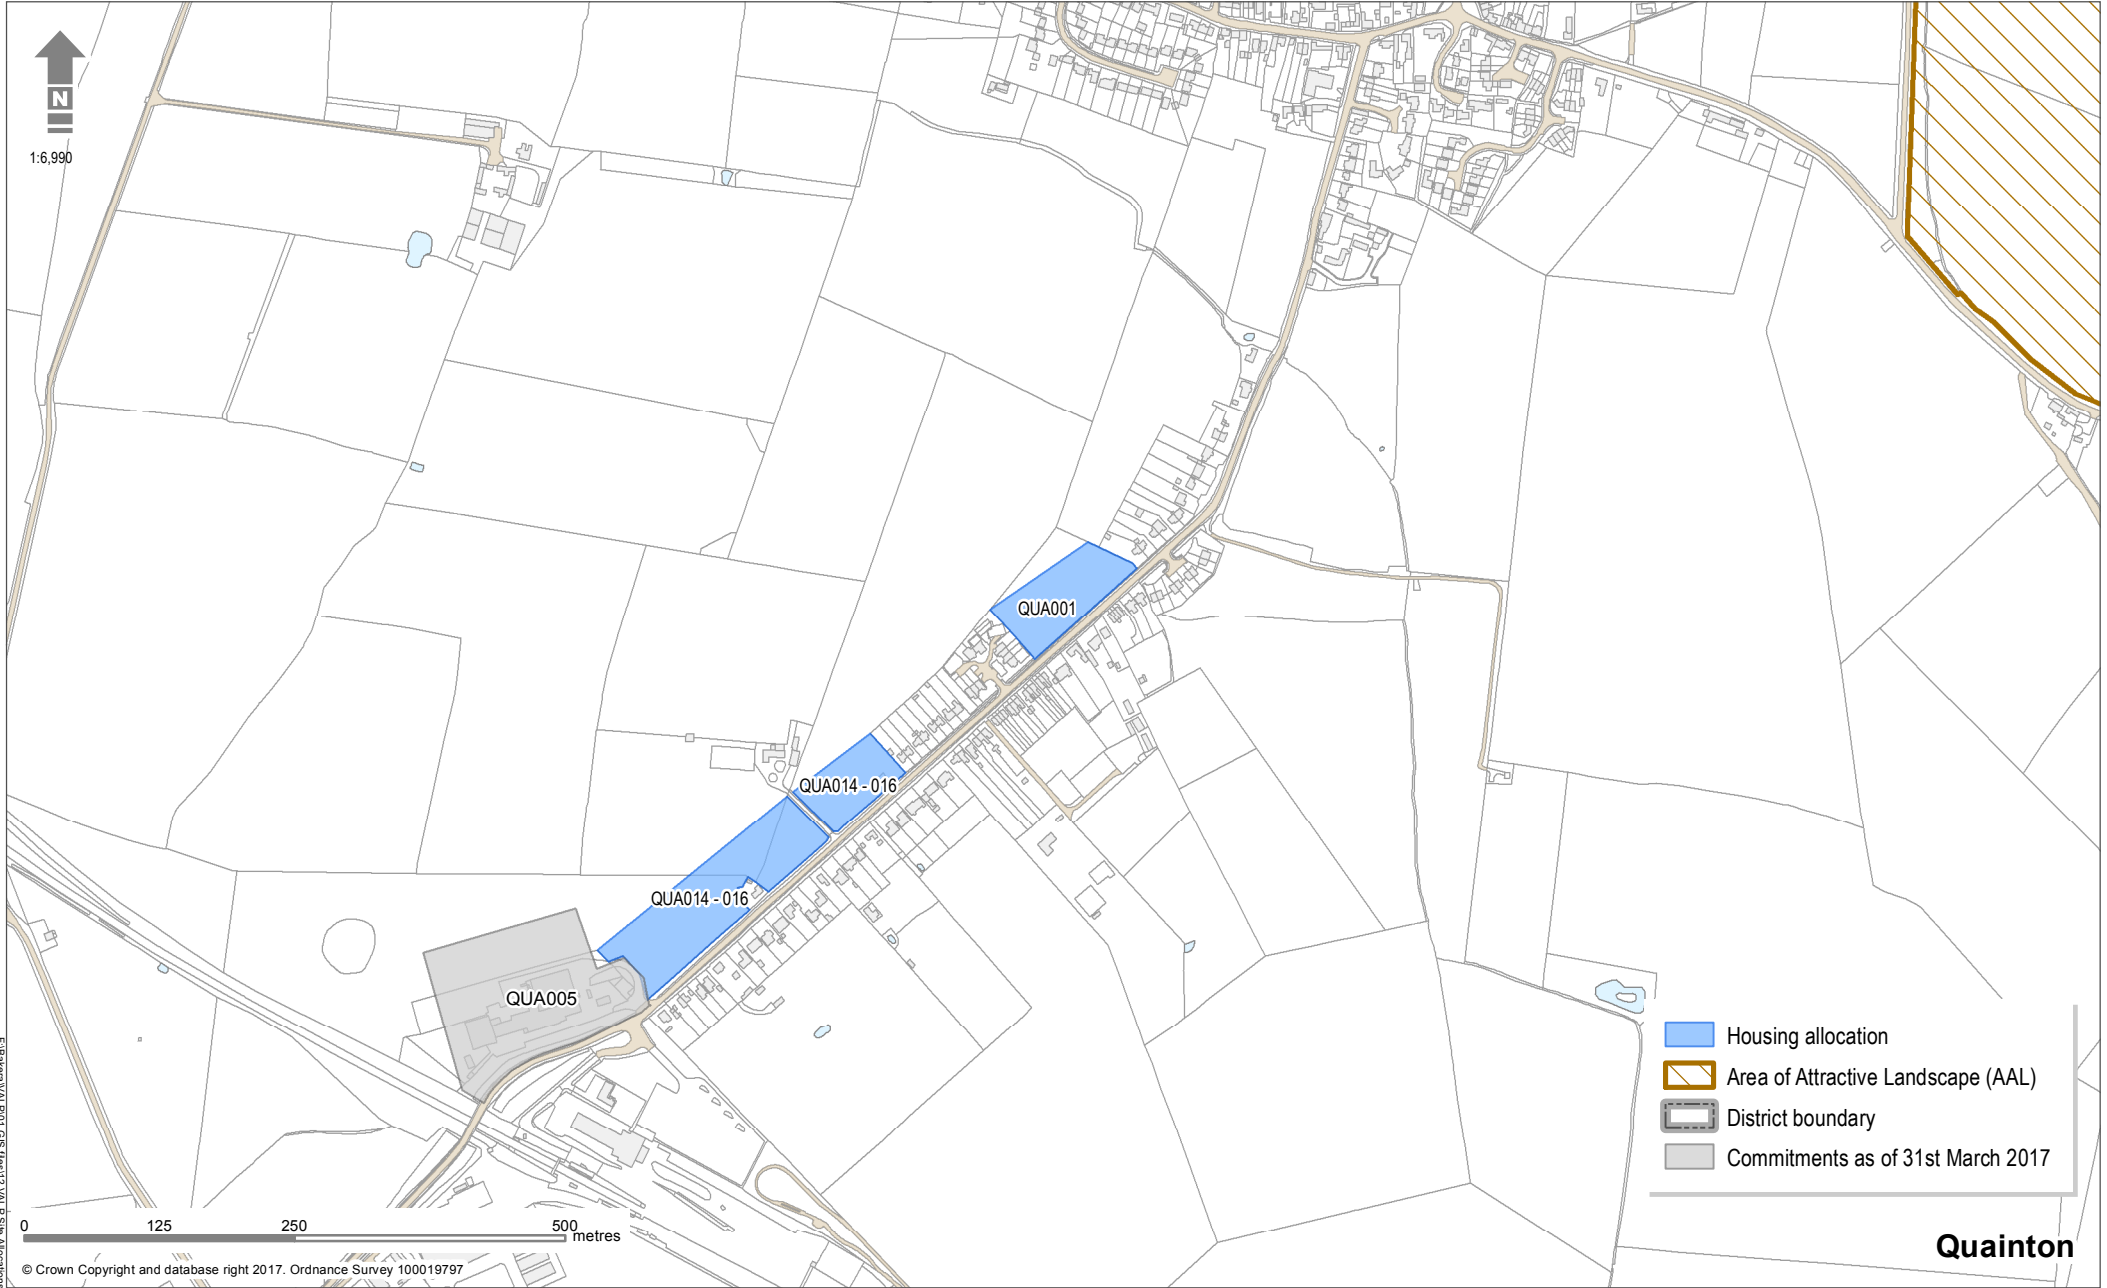 N
1:6,990
QUA001
QUA014 - 016
QUA014 - 016
QUA005
Housing allocation
Area of Attractive Landscape (AAL)
District boundary
Commitments as of 31st March 2017
0 125 250 500
metres
Quainton
© Crown Copyright and database right 2017. Ordnance Survey 100019797